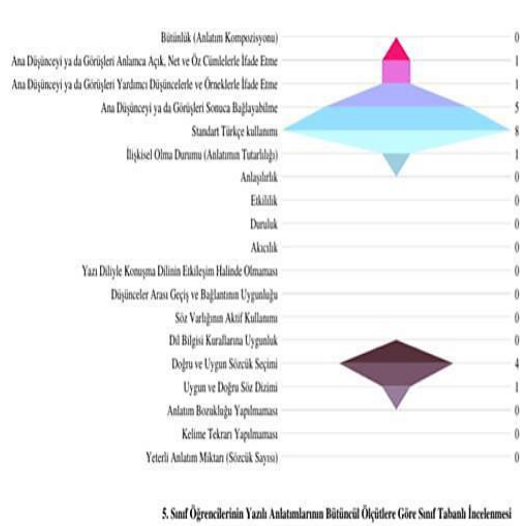 Bütünlük (Anlatım Kompozisyonu) 0
Ana Düşünceyi ya da Görüşleri Anlamca Açık, Net ve Öz Cümlelerle İfade Etme 1
Ana Düşünceyi ya da Görüşleri Yardımcı Düşüncelerle ve Örneklerle İfade Etme 1
Ana Düşünceyi ya da Görüşleri Sonuca Bağlayabilme 5
Standart Türkçe kullanımı 8
İlişkisel Olma Durumu (Anlatımın Tutarlılığı) 1
Anlaşılırlık 0
Etkililik 0
Duruluk 0
Akıcılık 0
Yazı Diliyle Konuşma Dilinin Etkileşim Halinde Olmaması 0
Düşünceler Arası Geçiş ve Bağlantının Uygunluğu 0
Söz Varlığının Aktif Kullanımı 0
Dil Bilgisi Kurallarına Uygunluk 0
Doğru ve Uygun Sözcük Seçimi 4
Uygun ve Doğru Söz Dizimi 1
Anlatım Bozukluğu Yapılmaması 0
Kelime Tekrarı Yapılmaması 0
Yeterli Anlatım Miktarı (Sözcük Sayısı) 0
5. Sınıf Öğrencilerinin Yazılı Anlatımlarının Bütüncül Ölçütlere Göre Sınıf Tabanlı İncelenmesi